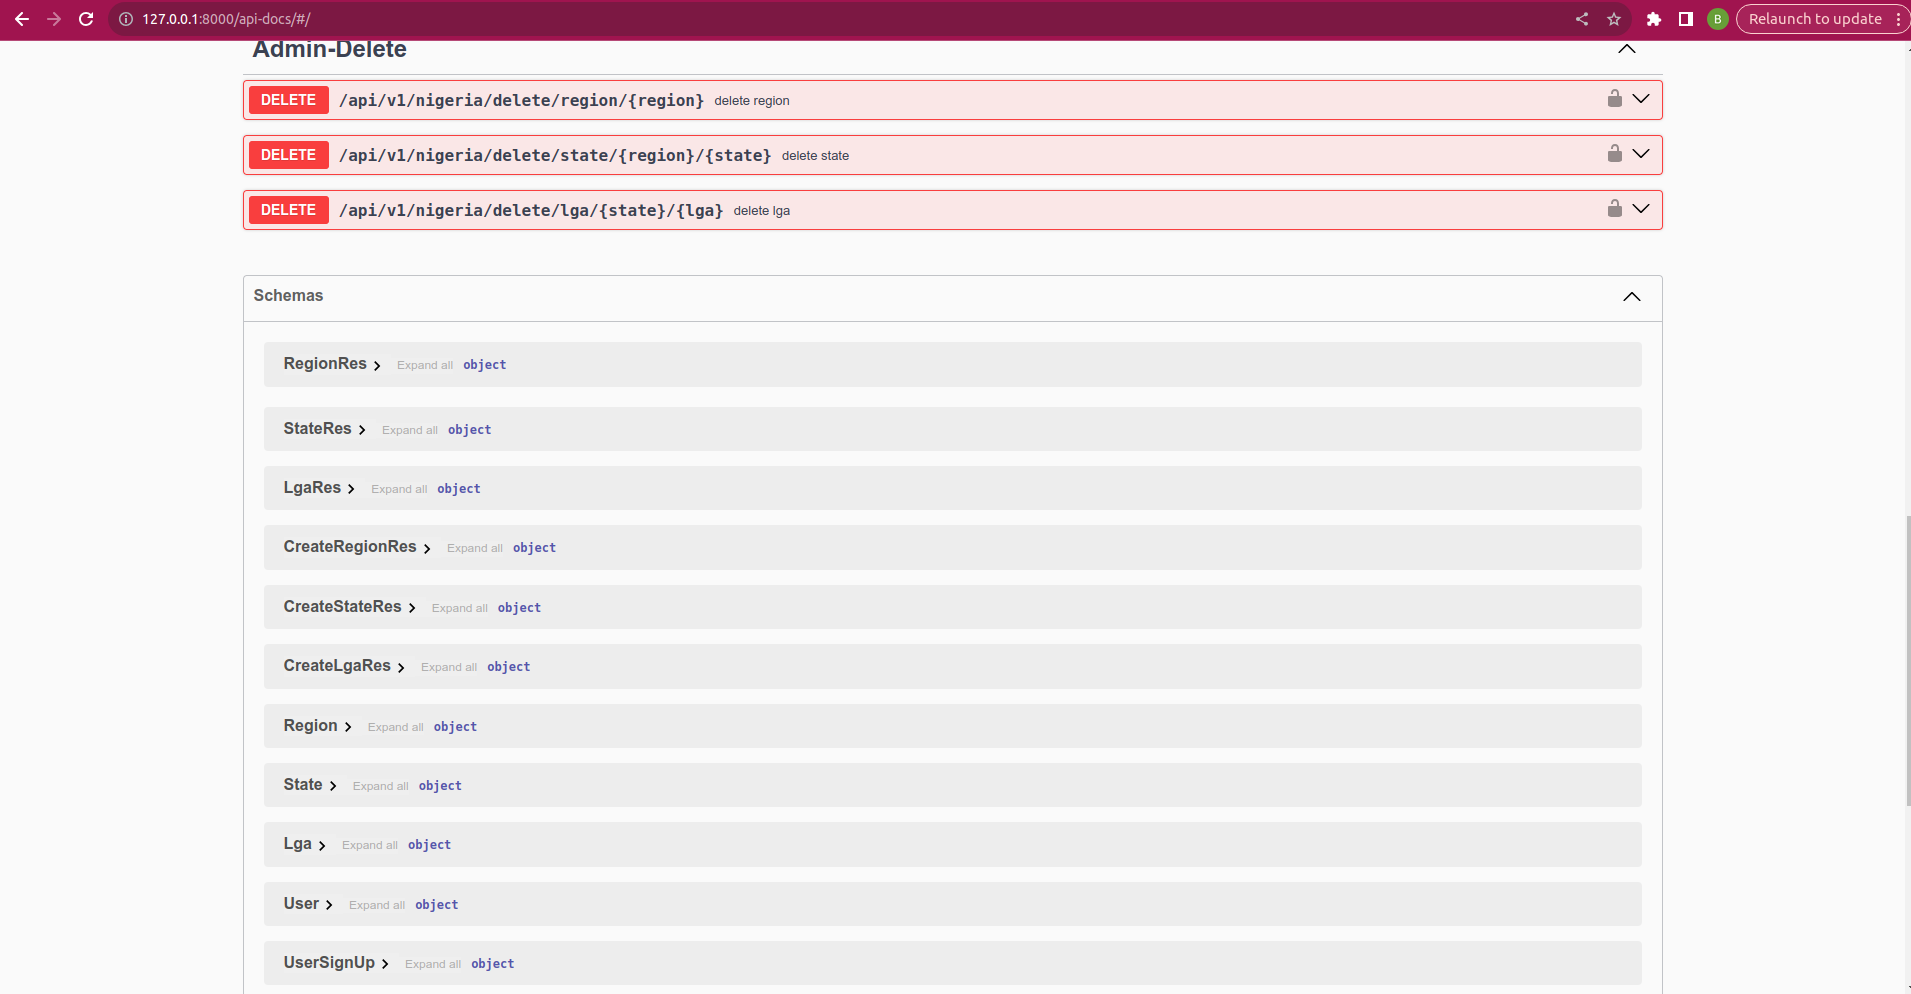 127.0.0.1:8000/api-docs/#/
B
Relaunch to update
Admin-Delete
DELETE /api/v1/nigeria/delete/region/{region} delete region
DELETE /api/v1/nigeria/delete/state/{region}/{state} delete state
DELETE /api/v1/nigeria/delete/lga/{state}/{lga} delete lga
Schemas
RegionRes Expand all object
StateRes Expand all object
LgaRes Expand all object
CreateRegionRes Expand all object
CreateStateRes Expand all object
CreateLgaRes Expand all object
Region Expand all object
State Expand all object
Lga Expand all object
User Expand all object
UserSignUp Expand all object